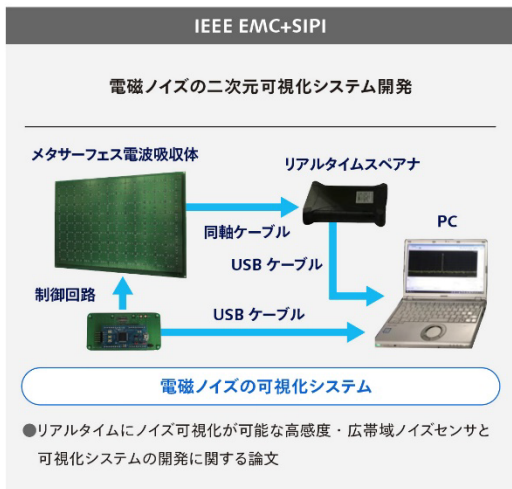 IEEE EMC+SIPI
電磁ノイズの二次元可視化システム開発
メタサーフェス電波吸収体
リアルタイムスペアナ
同軸ケーブル
PC
USB ケーブル
制御回路
USB ケーブル
電磁ノイズの可視化システム
●リアルタイムにノイズ可視化が可能な高感度・広帯域ノイズセンサと
可視化システムの開発に関する論文